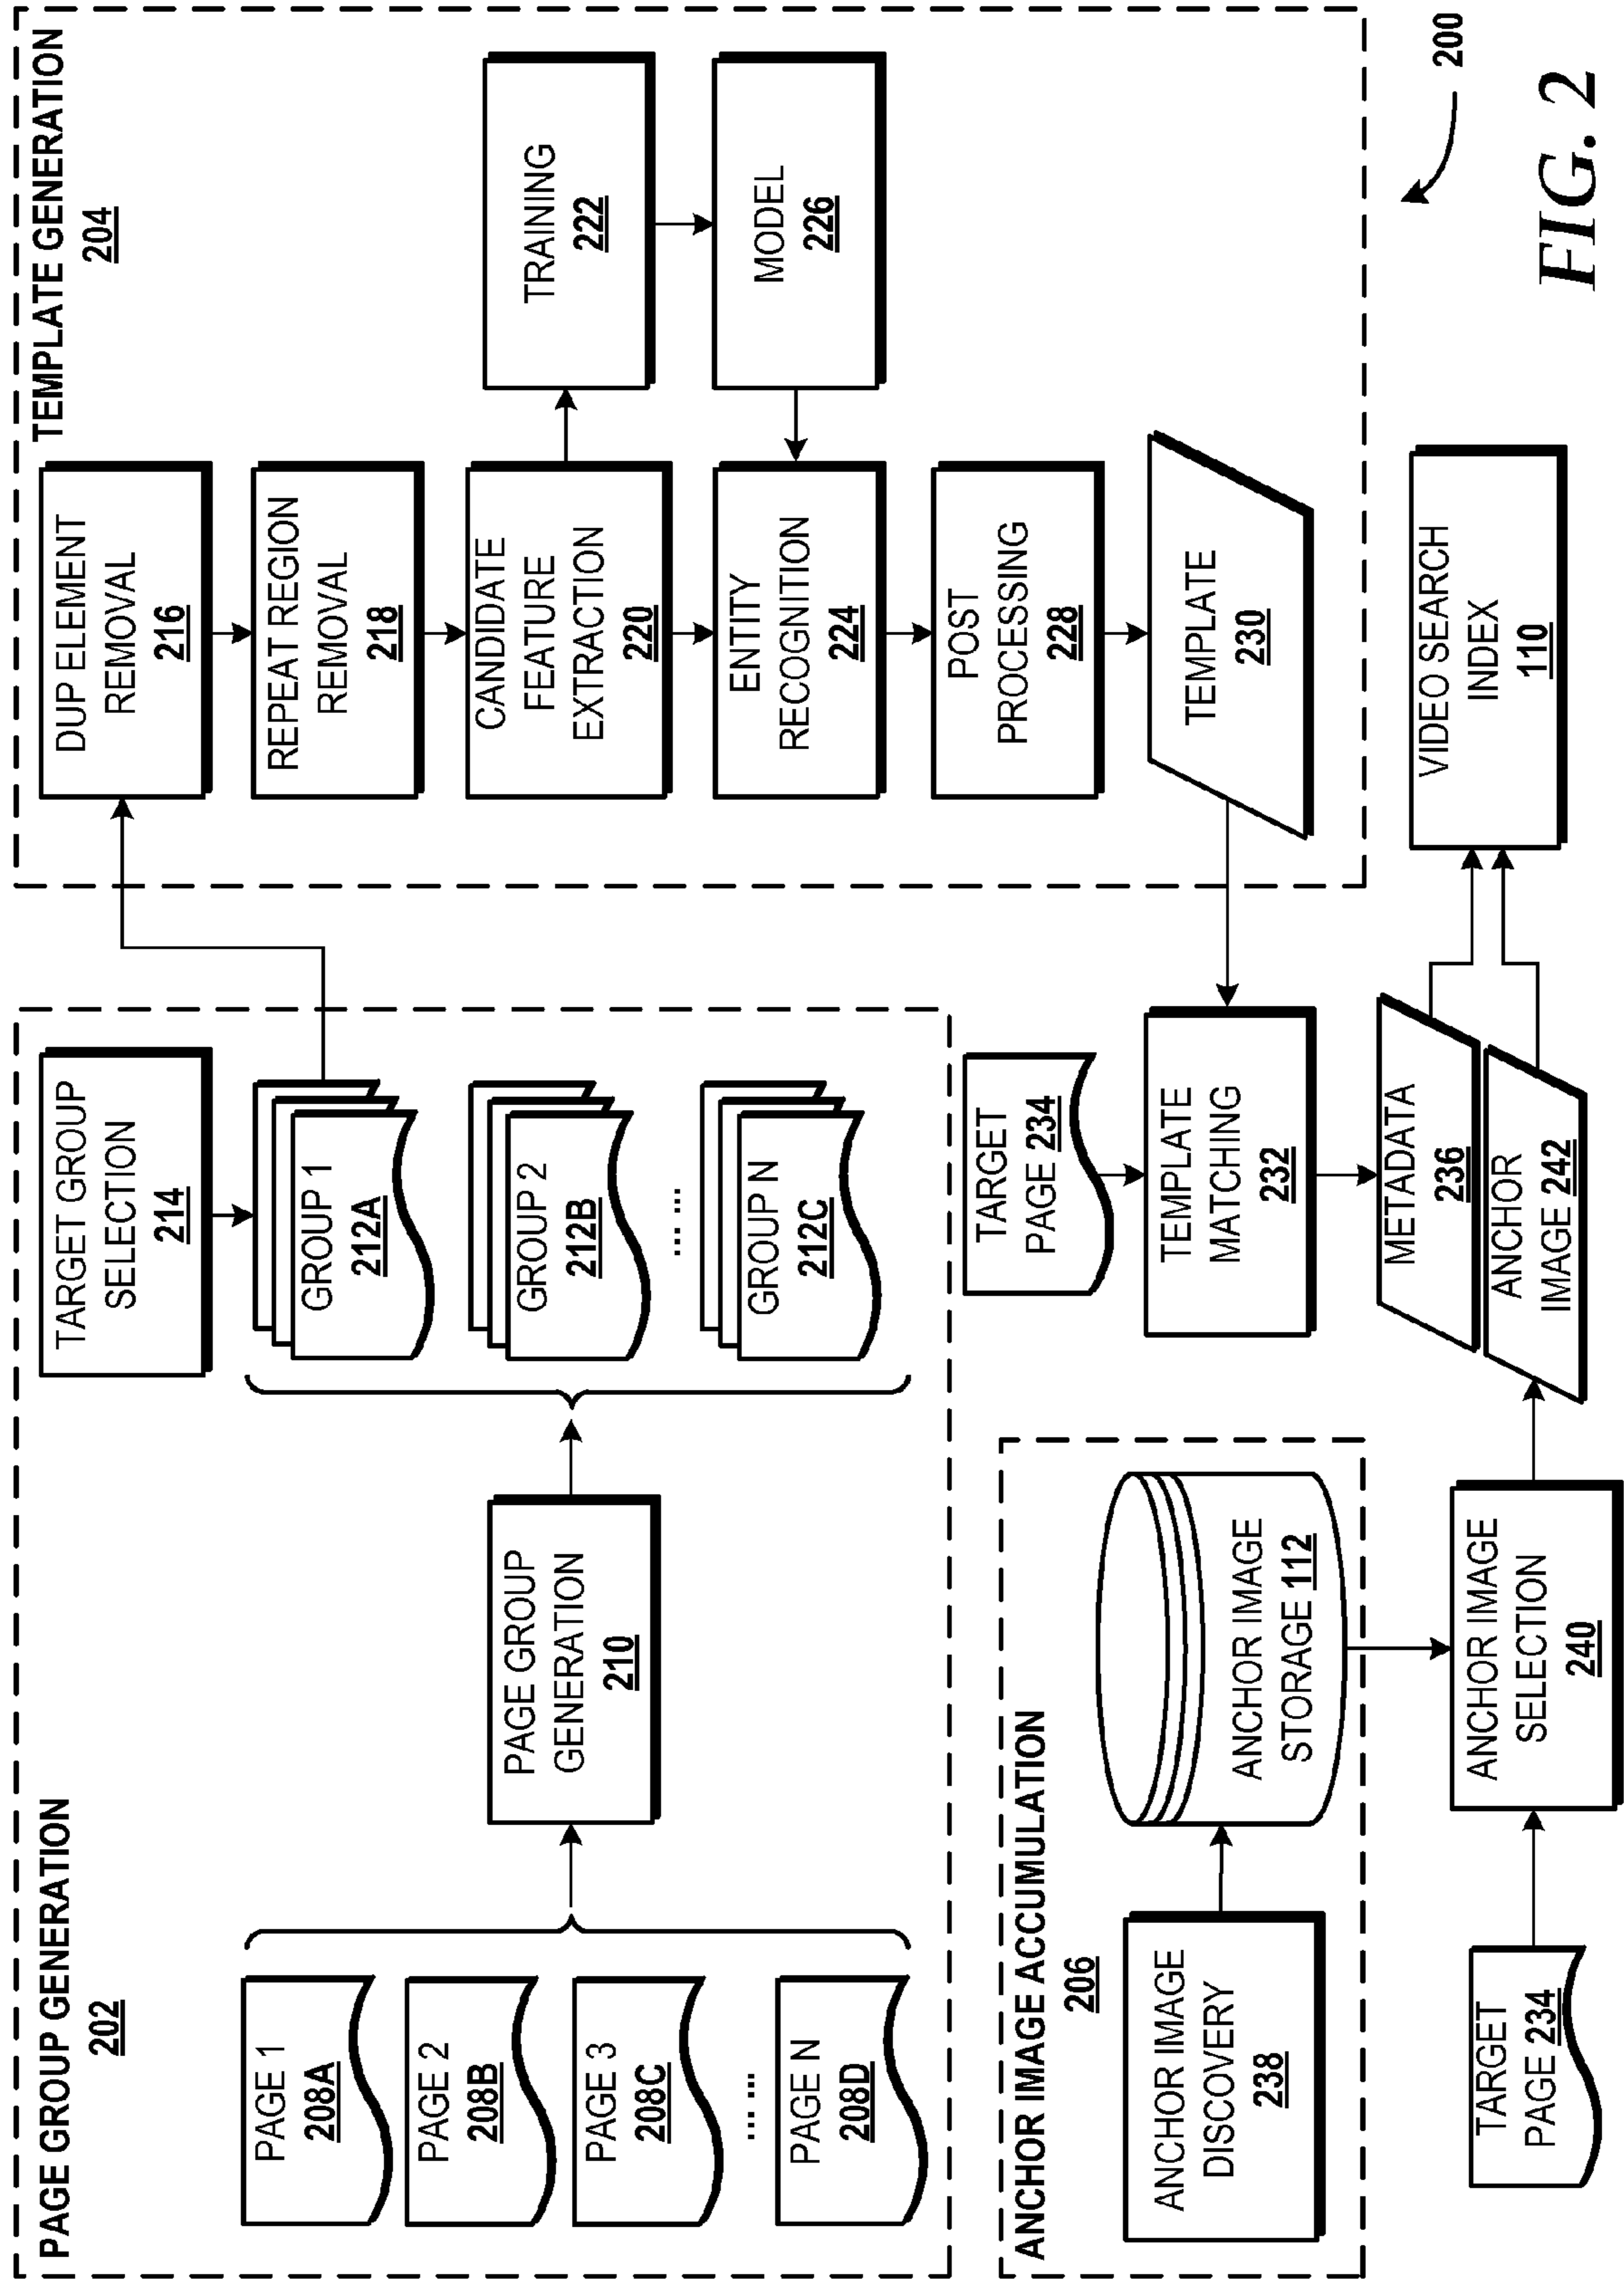 PAGE GROUP GENERATION
202
PAGE 1
208A
PAGE 2
208B
PAGE 3
208C
... ...
PAGE N
208D
PAGE GROUP
GENERATION
210
TARGET GROUP
SELECTION
214
GROUP 1
212A
GROUP 2
212B
... ...
GROUP N
212C
TEMPLATE GENERATION
204
DUP ELEMENT
REMOVAL
216
REPEAT REGION
REMOVAL
218
CANDIDATE
FEATURE
EXTRACTION
220
TRAINING
222
ENTITY
RECOGNITION
224
MODEL
226
POST
PROCESSING
228
TEMPLATE
230
TARGET
PAGE 234
TEMPLATE
MATCHING
232
METADATA
236
ANCHOR
IMAGE 242
VIDEO SEARCH
INDEX
110
ANCHOR IMAGE ACCUMULATION
206
ANCHOR IMAGE
DISCOVERY
238
ANCHOR IMAGE
STORAGE 112
TARGET
PAGE 234
ANCHOR IMAGE
SELECTION
240
200
FIG. 2